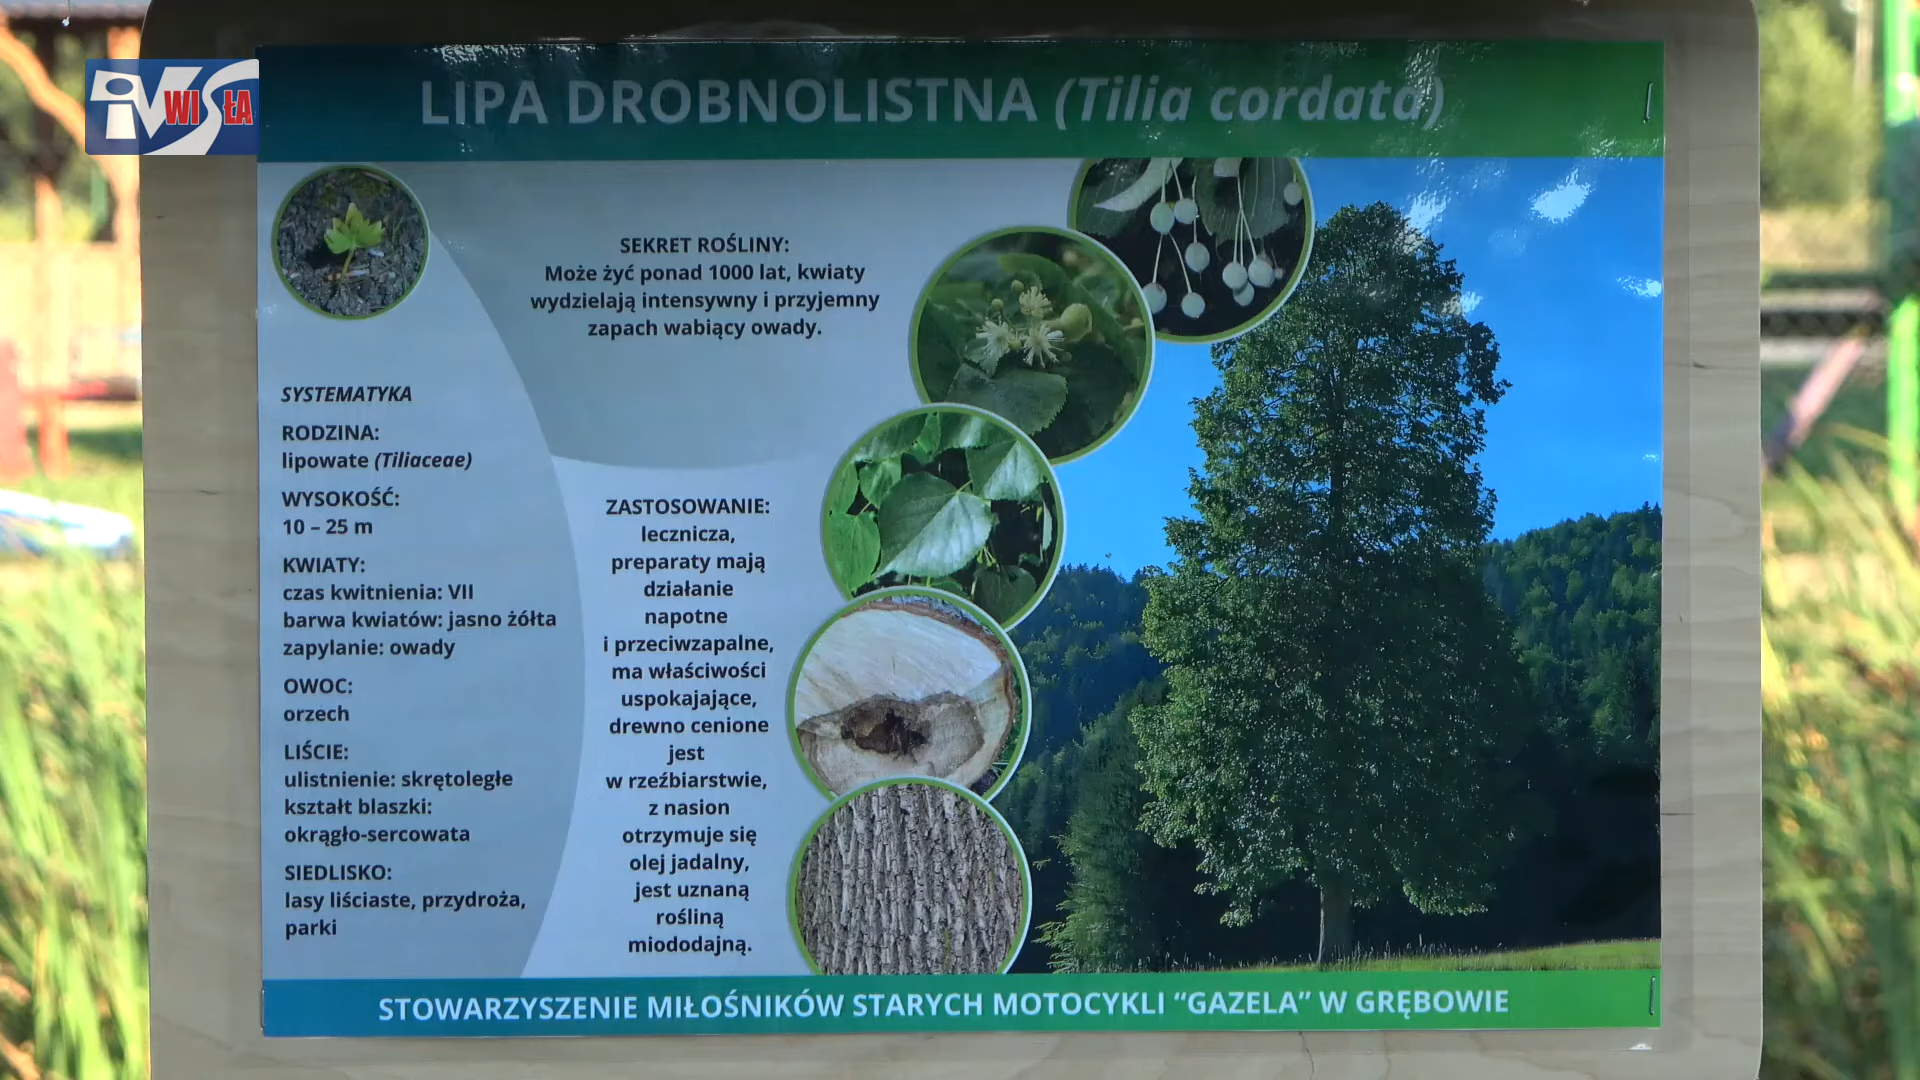 iVS WISŁA
LIPA DROBNOLISTNA (Tilia cordata)
SEKRET ROŚLINY:
Może żyć ponad 1000 lat, kwiaty
wydzielają intensywny i przyjemny
zapach wabiący owady.
SYSTEMATYKA
RODZINA:
lipowate (Tiliaceae)
WYSOKOŚĆ:
10 – 25 m
KWIATY:
czas kwitnienia: VII
barwa kwiatów: jasno żółta
zapylanie: owady
OWOC:
orzech
LIŚCIE:
ulistnienie: skrętoległe
kształt blaszki:
okrągło-sercowata
SIEDLISKO:
lasy liściaste, przydroża,
parki
ZASTOSOWANIE:
lecznicza,
preparaty mają
działanie
napotne
i przeciwzapalne,
ma właściwości
uspokajające,
drewno cenione
jest
w rzeźbiarstwie,
z nasion
otrzymuje się
olej jadalny,
jest uznaną
rośliną
miododajną.
STOWARZYSZENIE MIŁOŚNIKÓW STARYCH MOTOCYKLI “GAZELA” W GRĘBOWIE